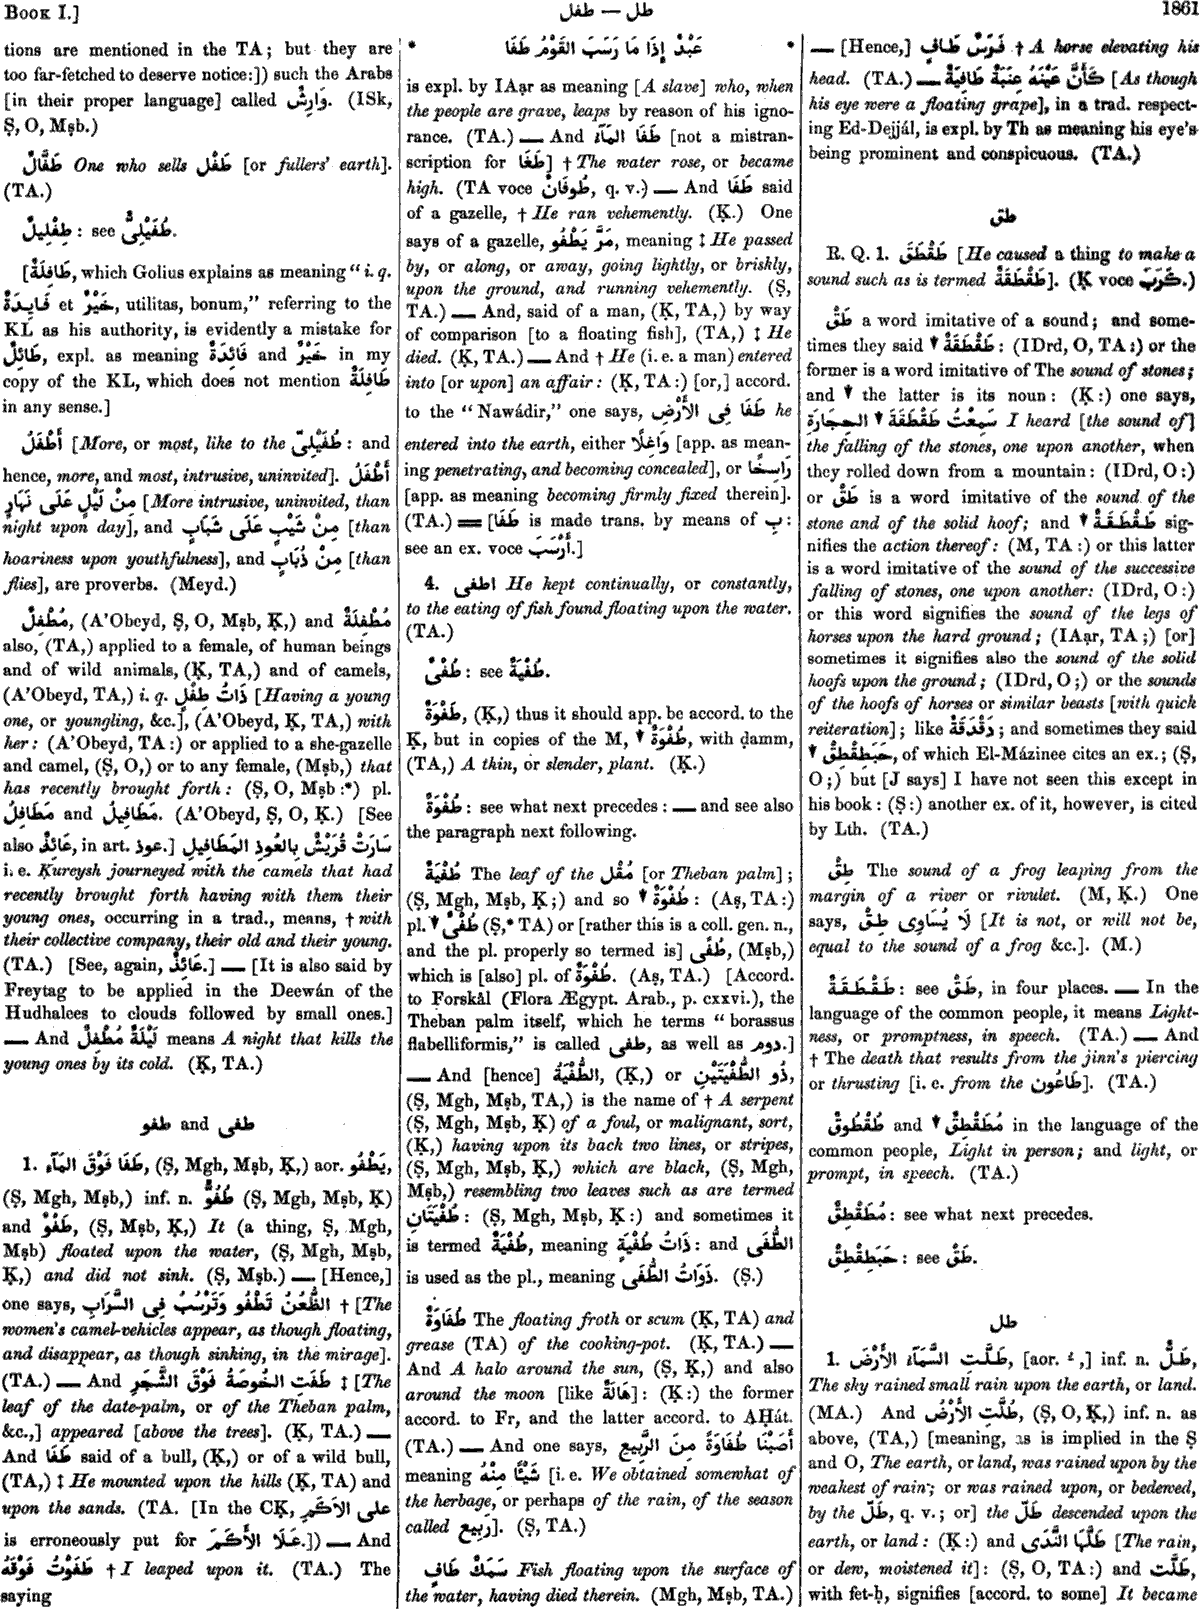 Book I.]
طل — طفل
1861
tions are mentioned in the TA; but they are
too far-fetched to deserve notice:]) such the Arabs
[in their proper language] called وَارِشٌ. (ISk,
Ṣ, O, Mṣb.)
طَفَّالٌ One who sells طَفْل [or fullers' earth].
(TA.)
طِفْلِيلٌ: see طُفَيْلِىٌّ.
[طَافِلَةٌ, which Golius explains as meaning "i. q.
فَايِدَةٌ et خَيْرٌ, utilitas, bonum," referring to the
KL as his authority, is evidently a mistake for
طَائِلٌ, expl. as meaning فَائِدَةٌ and خَيْرٌ in my
copy of the KL, which does not mention طَافِلَةٌ
in any sense.]
أَطْفَلُ [More, or most, like to the طُفَيْلِىّ: and
hence, more, and most, intrusive, uninvited]. أَطْفَلُ
مِنْ لَيْلٍ عَلَى نَهَارٍ [More intrusive, uninvited, than
night upon day], and مِنْ شَيْبٍ عَلَى شَبَابٍ [than
hoariness upon youthfulness], and مِنْ ذُبَابٍ [than
flies], are proverbs. (Meyd.)
مُطْفِلٌ, (A'Obeyd, Ṣ, O, Mṣb, Ḳ,) and مُطْفِلَةٌ
also, (TA,) applied to a female, of human beings
and of wild animals, (Ḳ, TA,) and of camels,
(A'Obeyd, TA,) i. q. ذَاتُ طِفْلٍ [Having a young
one, or youngling, &c.], (A'Obeyd, Ḳ, TA,) with
her: (A'Obeyd, TA:) or applied to a she-gazelle
and camel, (Ṣ, O,) or to any female, (Mṣb,) that
has recently brought forth: (Ṣ, O, Mṣb:*) pl.
مَطَافِيلُ and مَطَافِلُ. (A'Obeyd, Ṣ, O, Ḳ.) [See
also عَائِذٌ, in art. عوذ.] سَارَتْ قُرَيْشٌ بِالعُوذِ المَطَافِيلِ
i. e. Ḳureysh journeyed with the camels that had
recently brought forth having with them their
young ones, occurring in a trad., means, † with
their collective company, their old and their young.
(TA.) [See, again, عَائِذٌ.] — [It is also said by
Freytag to be applied in the Deewán of the
Hudhalees to clouds followed by small ones.]
— And لَيْلَةٌ مُطْفِلٌ means A night that kills the
young ones by its cold. (Ḳ, TA.)
طفو and طفى
1. طَفَا فَوْقَ المَآءِ, (Ṣ, Mgh, Mṣb, Ḳ,) aor. يَطْفُو,
(Ṣ, Mgh, Mṣb,) inf. n. طُفُوٌّ (Ṣ, Mgh, Mṣb, Ḳ)
and طَفْوٌ, (Ṣ, Mṣb, Ḳ,) It (a thing, Ṣ, Mgh,
Mṣb) floated upon the water, (Ṣ, Mgh, Mṣb,
Ḳ,) and did not sink. (Ṣ, Mṣb.) — [Hence,]
one says, الظُّعُنُ تَطْفُو وَتَرْسُبُ فِى السَّرَابِ † [The
women's camel-vehicles appear, as though floating,
and disappear, as though sinking, in the mirage].
(TA.) — And طَفَتِ الخُوصَةُ فَوْقَ الشَّجَرِ ‡ [The
leaf of the date-palm, or of the Theban palm,
&c.,] appeared [above the trees]. (Ḳ, TA.) —
And طَفَا said of a bull, (Ḳ,) or of a wild bull,
(TA,) ‡ He mounted upon the hills (Ḳ, TA) and
upon the sands. (TA. [In the CḲ, على الاَكَمِ
is erroneously put for عَلَا الأَكَمَ.]) — And
طَفَوْتُ فَوْقَهُ † I leaped upon it. (TA.) The
saying
* عَبْدٌ إِذَا مَا رَسَبَ القَوْمُ طَفَا *
is expl. by IAạr as meaning [A slave] who, when
the people are grave, leaps by reason of his igno-
rance. (TA.) — And طَفَا المَآءُ [not a mistran-
scription for طَغَا] † The water rose, or became
high. (TA voce طُوفَانٌ, q. v.) — And طَفَا said
of a gazelle, † He ran vehemently. (Ḳ.) One
says of a gazelle, مَرَّ يَطْفُو, meaning ‡ He passed
by, or along, or away, going lightly, or briskly,
upon the ground, and running vehemently. (Ṣ,
TA.) — And, said of a man, (Ḳ, TA,) by way
of comparison [to a floating fish], (TA,) ‡ He
died. (Ḳ, TA.) — And † He (i. e. a man) entered
into [or upon] an affair: (Ḳ, TA:) [or,] accord.
to the "Nawádir," one says, طَفَا فِى الأَرْضِ he
entered into the earth, either وَاغِلًا [app. as mean-
ing penetrating, and becoming concealed], or رَاسِخًا
[app. as meaning becoming firmly fixed therein].
(TA.) = [طَفَا is made trans. by means of بِ:
see an ex. voce أَرْسَبَ.]
4. اطفى He kept continually, or constantly,
to the eating of fish found floating upon the water.
(TA.)
طُفْىٌ: see طُفْيَةٌ.
طَفْوَةٌ, (Ḳ,) thus it should app. be accord. to the
Ḳ, but in copies of the M, ▼ طُفْوَةٌ, with ḍamm,
(TA,) A thin, or slender, plant. (Ḳ.)
طُفْوَةٌ: see what next precedes: — and see also
the paragraph next following.
طُفْيَةٌ The leaf of the مُقْل [or Theban palm];
(Ṣ, Mgh, Mṣb, Ḳ;) and so ▼ طُفْوَةٌ: (Aṣ, TA:)
pl. ▼ طُفْىٌ (Ṣ,* TA) or [rather this is a coll. gen. n.,
and the pl. properly so termed is] طُفًى, (Mṣb,)
which is [also] pl. of طُفْوَةٌ. (Aṣ, TA.) [Accord.
to Forskål (Flora Ægypt. Arab., p. cxxvi.), the
Theban palm itself, which he terms "borassus
flabelliformis," is called طفى, as well as دوم.]
— And [hence] الطُّفْيَةُ, (Ḳ,) or ذُو الطُّفْيَتَيْنِ,
(Ṣ, Mgh, Mṣb, TA,) is the name of † A serpent
(Ṣ, Mgh, Mṣb, Ḳ) of a foul, or malignant, sort,
(Ḳ,) having upon its back two lines, or stripes,
(Ṣ, Mgh, Mṣb, Ḳ,) which are black, (Ṣ, Mgh,
Mṣb,) resembling two leaves such as are termed
طُفْيَتَانِ: (Ṣ, Mgh, Mṣb, Ḳ:) and sometimes it
is termed طُفْيَةٌ, meaning ذَاتُ طُفْيَةٍ: and الطُّفَى
is used as the pl., meaning ذَوَاتُ الطُّفَى. (Ṣ.)
طُفَاوَةٌ The floating froth or scum (Ḳ, TA) and
grease (TA) of the cooking-pot. (Ḳ, TA.) —
And A halo around the sun, (Ṣ, Ḳ,) and also
around the moon [like هَالَةٌ]: (Ḳ:) the former
accord. to Fr, and the latter accord. to AḤát.
(TA.) — And one says, أَصَبْنَا طُفَاوَةً مِنَ الرَّبِيعِ
meaning شَيْئًا مِنْهُ [i. e. We obtained somewhat of
the herbage, or perhaps of the rain, of the season
called رَبِيع]. (Ṣ, TA.)
سَمَكٌ طَافٍ Fish floating upon the surface of
the water, having died therein. (Mgh, Mṣb, TA.)
— [Hence,] فَرَسٌ طَافٍ † A horse elevating his
head. (TA.) — كَأَنَّ عَيْنَهُ عِنَبَةٌ طَافِيَةٌ [As though
his eye were a floating grape], in a trad. respect-
ing Ed-Dejjál, is expl. by Th as meaning his eye's
being prominent and conspicuous. (TA.)
طق
R. Q. 1. طَقْطَقَ [He caused a thing to make a
sound such as is termed طَقْطَقَةٌ]. (Ḳ voce كَرَبَ.)
طَقْ a word imitative of a sound; and some-
times they said ▼ طَقْطَقَةٌ: (IDrd, O, TA:) or the
former is a word imitative of The sound of stones;
and ▼ the latter is its noun: (Ḳ:) one says,
سَمِعْتُ طَقْطَقَةَ ▼ الحِجَارَةِ I heard [the sound of]
the falling of the stones, one upon another, when
they rolled down from a mountain: (IDrd, O:)
or طَقْ is a word imitative of the sound of the
stone and of the solid hoof; and ▼ طَقْطَقَةٌ sig-
nifies the action thereof: (M, TA:) or this latter
is a word imitative of the sound of the successive
falling of stones, one upon another: (IDrd, O:)
or this word signifies the sound of the legs of
horses upon the hard ground; (IAạr, TA;) [or]
sometimes it signifies also the sound of the solid
hoofs upon the ground; (IDrd, O;) or the sounds
of the hoofs of horses or similar beasts [with quick
reiteration]; like دَقْدَقَةٌ; and sometimes they said
▼ حَبَطِقْطِقْ, of which El-Mázinee cites an ex.; (Ṣ,
O;) but [J says] I have not seen this except in
his book: (Ṣ:) another ex. of it, however, is cited
by Lth. (TA.)
طِقْ The sound of a frog leaping from the
margin of a river or rivulet. (M, Ḳ.) One
says, لَا يُسَاوِى طِقْ [It is not, or will not be,
equal to the sound of a frog &c.]. (M.)
طَقْطَقَةٌ: see طَقْ, in four places. — In the
language of the common people, it means Light-
ness, or promptness, in speech. (TA.) — And
† The death that results from the jinn's piercing
or thrusting [i. e. from the طَاعُون]. (TA.)
طُقْطُوقٌ and ▼ مُطَقْطِقٌ in the language of the
common people, Light in person; and light, or
prompt, in speech. (TA.)
مُطَقْطِقٌ: see what next precedes.
حَبَطِقْطِقْ: see طَقْ.
طل
1. طَلَّتِ السَّمَآءُ الأَرْضَ, [aor. ـُ ,] inf. n. طَلٌّ,
The sky rained small rain upon the earth, or land.
(MA.) And طُلَّتِ الأَرْضُ, (Ṣ, O, Ḳ,) inf. n. as
above, (TA,) [meaning, as is implied in the Ṣ
and O, The earth, or land, was rained upon by the
weakest of rain; or was rained upon, or bedewed,
by the طَلّ, q. v.; or] the طَلّ descended upon the
earth, or land: (Ḳ:) and طَلَّهَا النَّدَى [The rain,
or dew, moistened it]: (Ṣ, O, TA:) and طَلَّت,
with fet-ḥ, signifies [accord. to some] It became